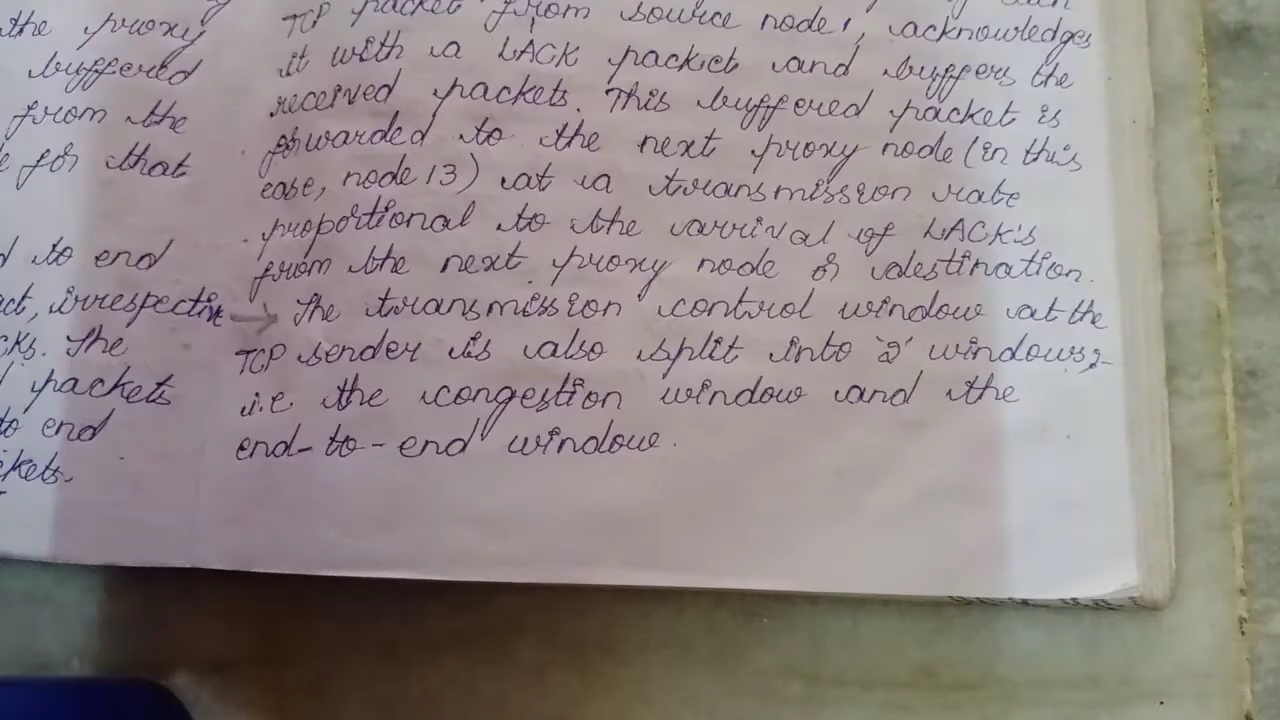 the proxy
buffered
from the
e for that
d to end
ct, irrespective
cks. The
packets
to end
ckets.
TCP packet from source node 1, acknowledges
it with a LACK packet and buffers the
received packets. This buffered packet is
forwarded to the next proxy node (in this
case, node 13) at a transmission rate
proportional to the arrival of LACK's
from the next proxy node or destination.
→ The transmission control window at the
TCP sender is also split into '2' windows,
i.e the congestion window and the
end-to-end window.